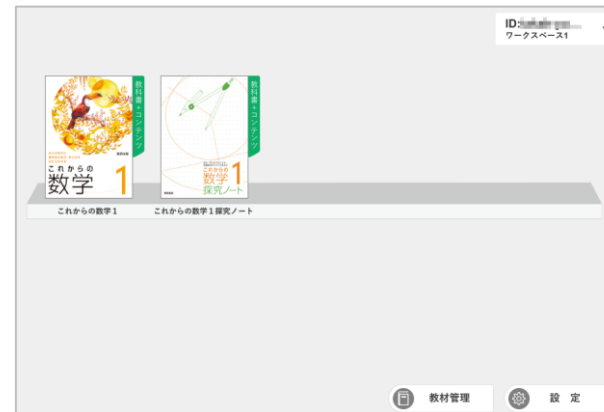 ID:
ワークスペース1
教科書+コンテンツ
これからの
数学 1
教科書+コンテンツ
これからの
数学 1
探究ノート
これからの数学1
これからの数学1探究ノート
教材管理
設 定